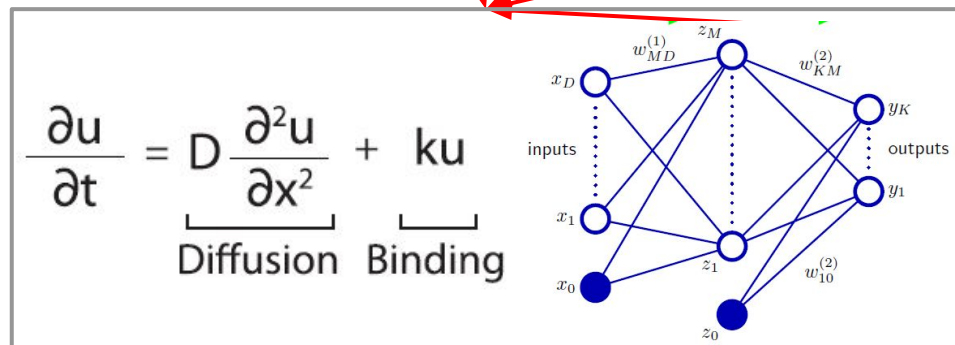 ∂u/∂t = D ∂²u/∂x² + ku
Diffusion Binding
z_M
w_{MD}^{(1)}
w_{KM}^{(2)}
x_D
y_K
inputs
outputs
y_1
x_1
z_1
w_{10}^{(2)}
x_0
z_0